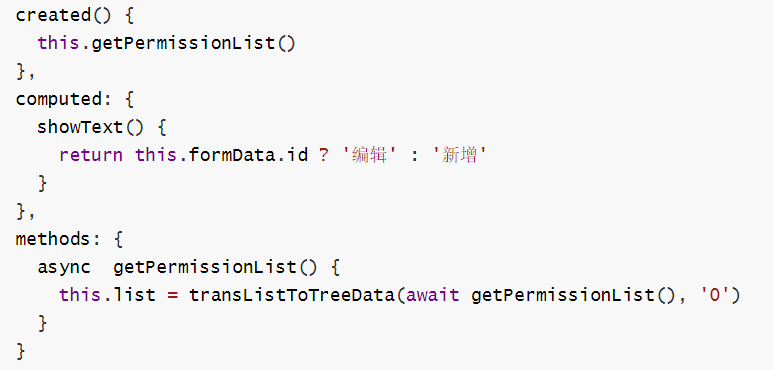 created() {
  this.getPermissionList()
},
computed: {
  showText() {
    return this.formData.id ? '编辑' : '新增'
  }
},
methods: {
  async  getPermissionList() {
    this.list = transListToTreeData(await getPermissionList(), '0')
  }
}